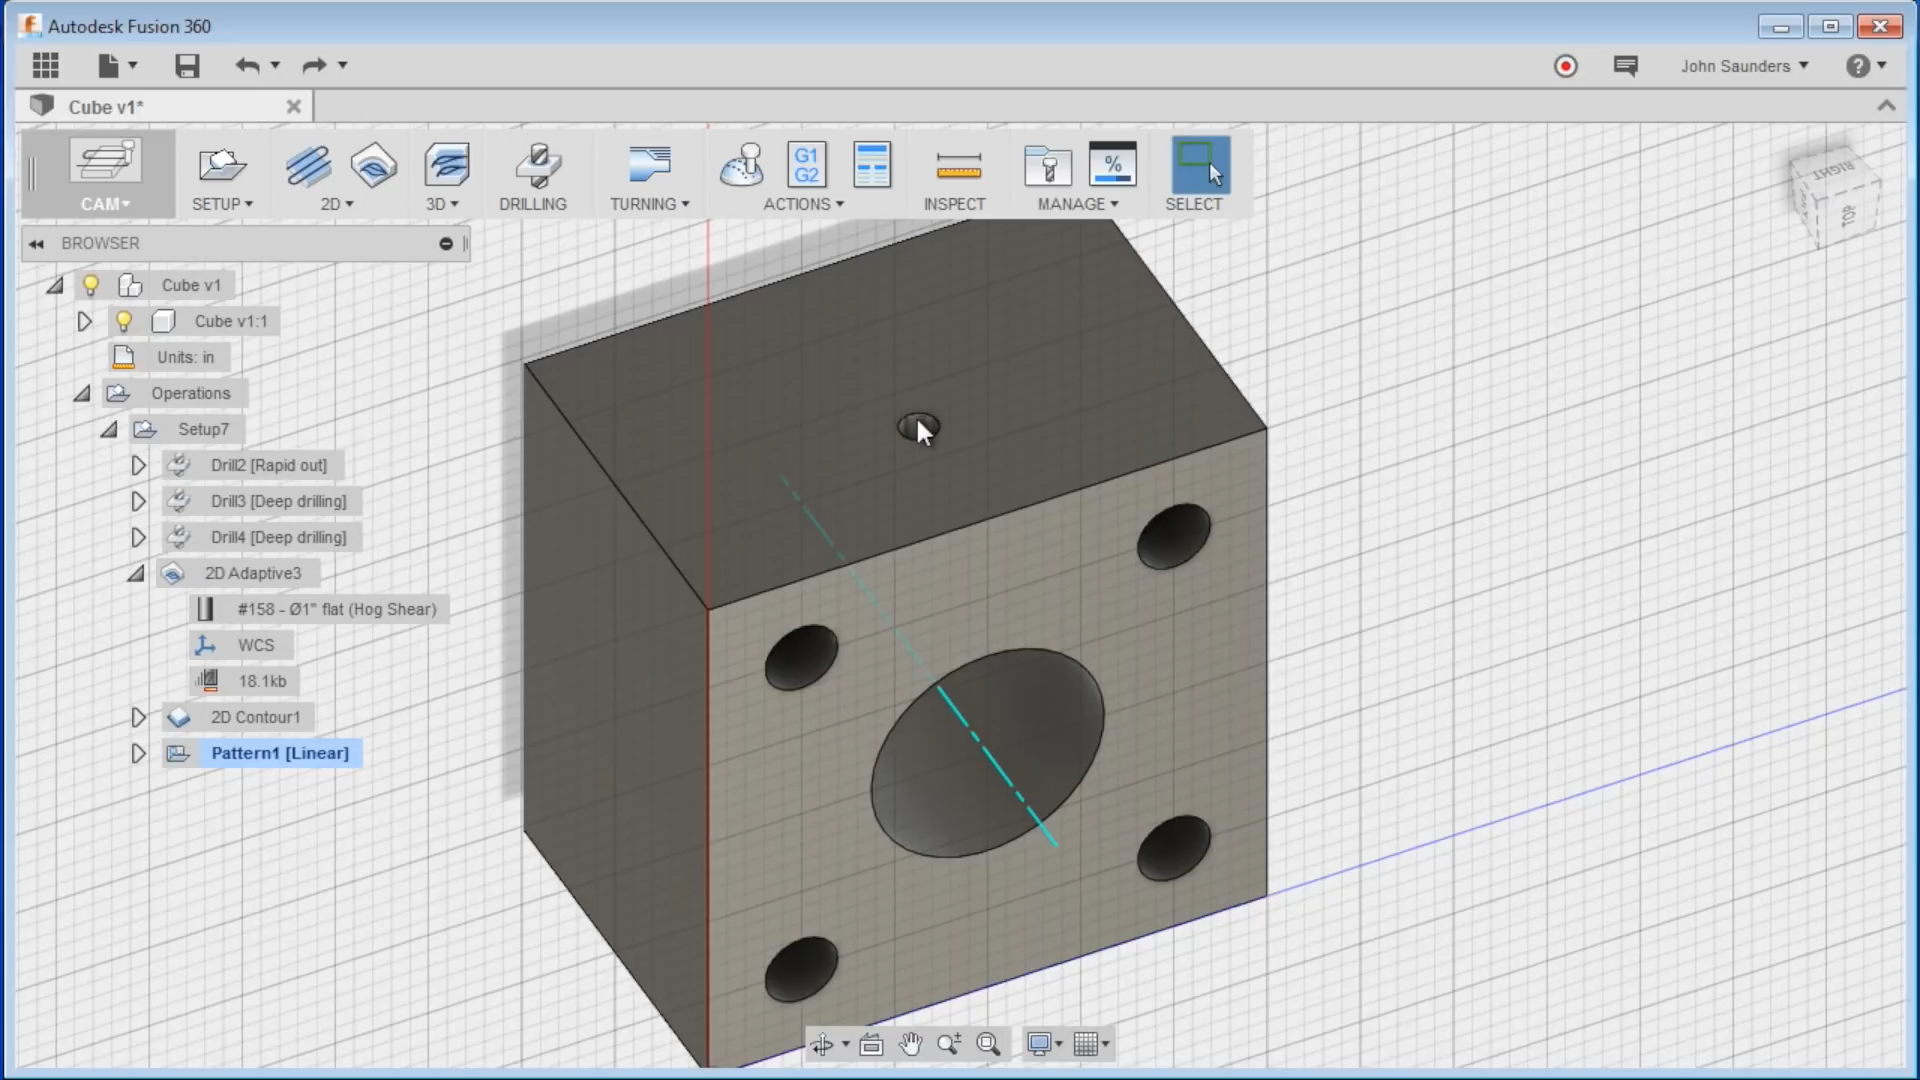 Autodesk Fusion 360
John Saunders
?
Cube v1*
CAM
SETUP
2D
3D
DRILLING
TURNING
G1
G2
ACTIONS
INSPECT
%
MANAGE
SELECT
RIGHT
BROWSER
Cube v1
Cube v1:1
Units: in
Operations
Setup7
Drill2 [Rapid out]
Drill3 [Deep drilling]
Drill4 [Deep drilling]
2D Adaptive3
#158 - Ø1" flat (Hog Shear)
WCS
18.1kb
2D Contour1
Pattern1 [Linear]